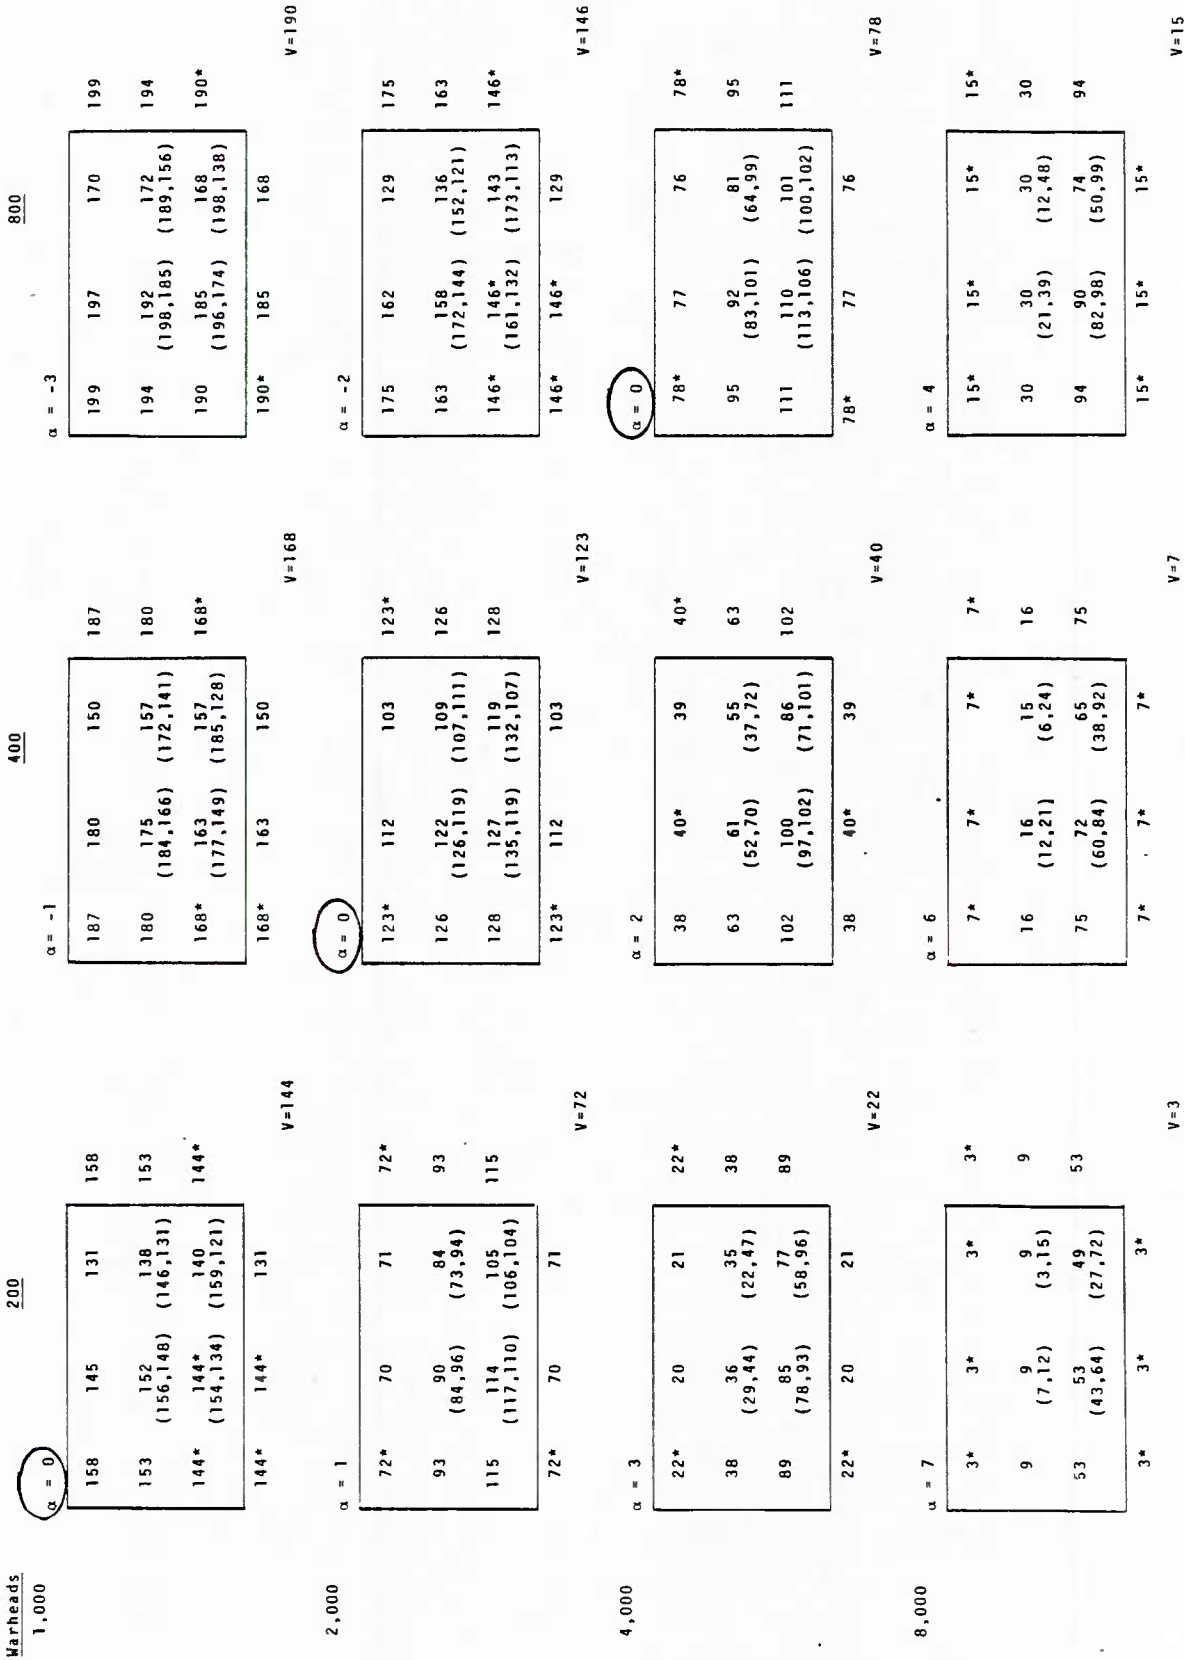 200 400 800
Warheads
1,000 α = 0 α = -1 α = -3
158 145 131 158 187 180 150 187 199 197 170 199
153 152 138 153 180 175 157 180 194 192 172 194
(156,148) (146,131) (184,166) (172,141) (198,185) (189,156)
144* 144* 140 144* 168* 163 157 168* 190 185 168 190*
(154,134) (159,121) (177,149) (185,128) (196,174) (198,138)
144* 144* 131 168* 163 150 190* 185 168
V=144 V=168 V=190
2,000 α = 1 α = 0 α = -2
72* 70 71 72* 123* 112 103 123* 175 162 129 175
93 90 84 93 126 122 109 126 163 158 136 163
(84,96) (73,94) (126,119) (107,111) (172,144) (152,121)
115 114 105 115 128 127 119 128 146* 146* 143 146*
(117,110) (106,104) (135,119) (132,107) (161,132) (173,113)
72* 70 71 123* 112 103 146* 146* 129
V=72 V=123 V=146
4,000 α = 3 α = 2 α = 0
22* 20 21 22* 38 40* 39 40* 78* 77 76 78*
38 36 35 38 63 61 55 63 95 92 81 95
(29,44) (22,47) (52,70) (37,72) (83,101) (64,99)
89 85 77 89 102 100 86 102 111 110 101 111
(78,93) (58,96) (97,102) (71,101) (113,106) (100,102)
22* 20 21 38 40* 39 78* 77 76
V=22 V=40 V=78
8,000 α = 7 α = 6 α = 4
3* 3* 3* 3* 7* 7* 7* 7* 15* 15* 15* 15*
9 9 9 9 16 16 15 16 30 30 30 30
(7,12) (3,15) (12,21) (6,24) (21,39) (12,48)
53 53 49 53 75 72 65 75 94 90 74 94
(43,64) (27,72) (60,84) (38,92) (82,98) (50,99)
3* 3* 3* 7* 7* 7* 15* 15* 15*
V=3 V=7 V=15